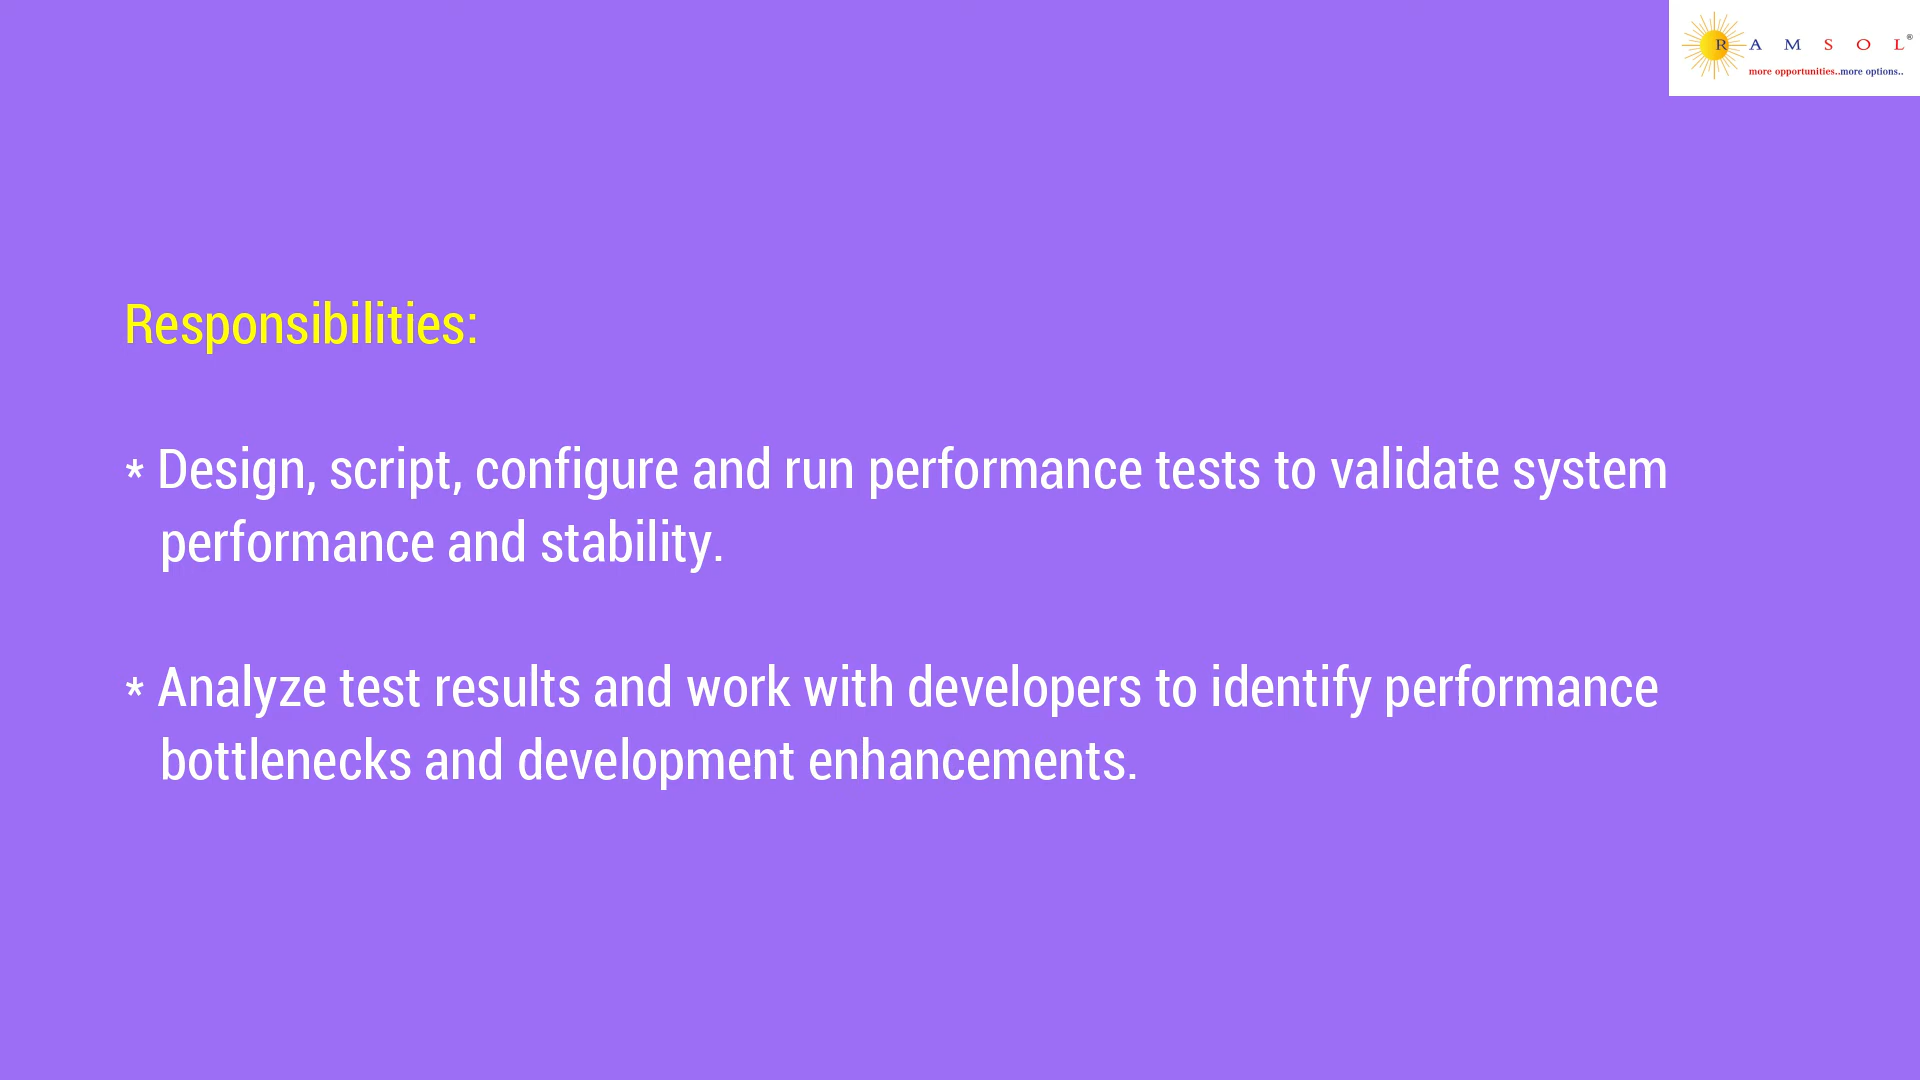 R A M S O L®
more opportunities..more options..
Responsibilities:
* Design, script, configure and run performance tests to validate system
performance and stability.
* Analyze test results and work with developers to identify performance
bottlenecks and development enhancements.